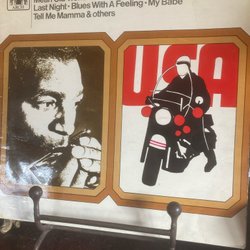 Last Night · Blues With A Feeling · My Babe
Tell Me Mamma & others
USA